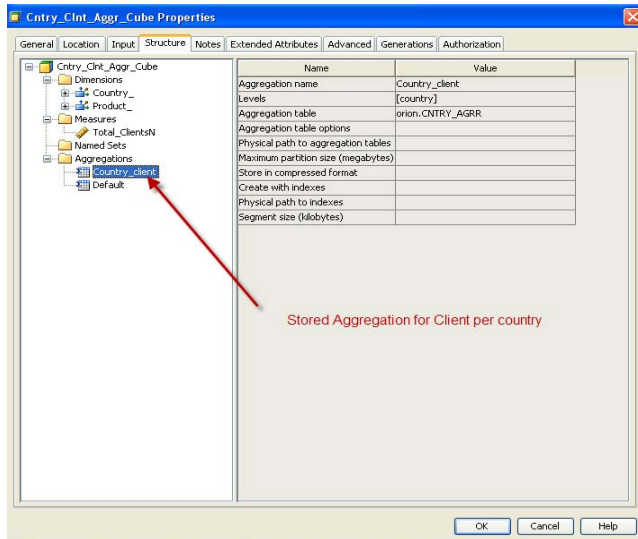 Cntry_Clnt_Aggr_Cube Properties
General Location Input Structure Notes Extended Attributes Advanced Generations Authorization
Cntry_Clnt_Aggr_Cube
Dimensions
Country_
Product_
Measures
Total_ClientsN
Named Sets
Aggregations
Country_client
Default
Name Value
Aggregation name Country_client
Levels [country]
Aggregation table orion.CNTRY_AGRR
Aggregation table options
Physical path to aggregation tables
Maximum partition size (megabytes)
Store in compressed format
Create with indexes
Physical path to indexes
Segment size (kilobytes)
Stored Aggregation for Client per country
OK Cancel Help